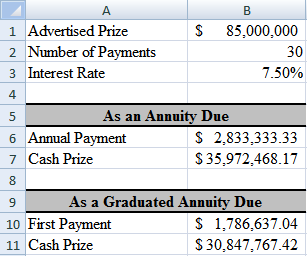 A B
1 Advertised Prize $ 85,000,000
2 Number of Payments 30
3 Interest Rate 7.50%
4
5 As an Annuity Due
6 Annual Payment $ 2,833,333.33
7 Cash Prize $ 35,972,468.17
8
9 As a Graduated Annuity Due
10 First Payment $ 1,786,637.04
11 Cash Prize $ 30,847,767.42